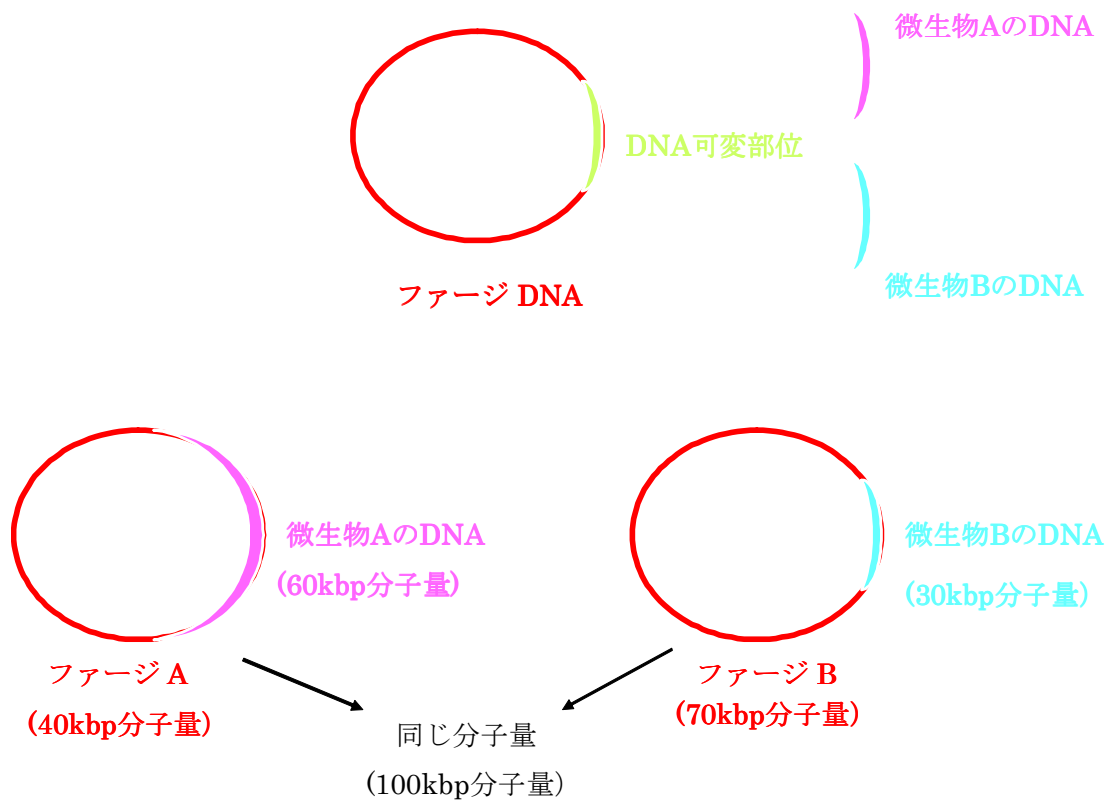 微生物AのDNA
DNA可変部位
微生物BのDNA
ファージ DNA
微生物AのDNA
(60kbp分子量)
ファージ A
(40kbp分子量)
微生物BのDNA
(30kbp分子量)
ファージ B
(70kbp分子量)
同じ分子量
(100kbp分子量)